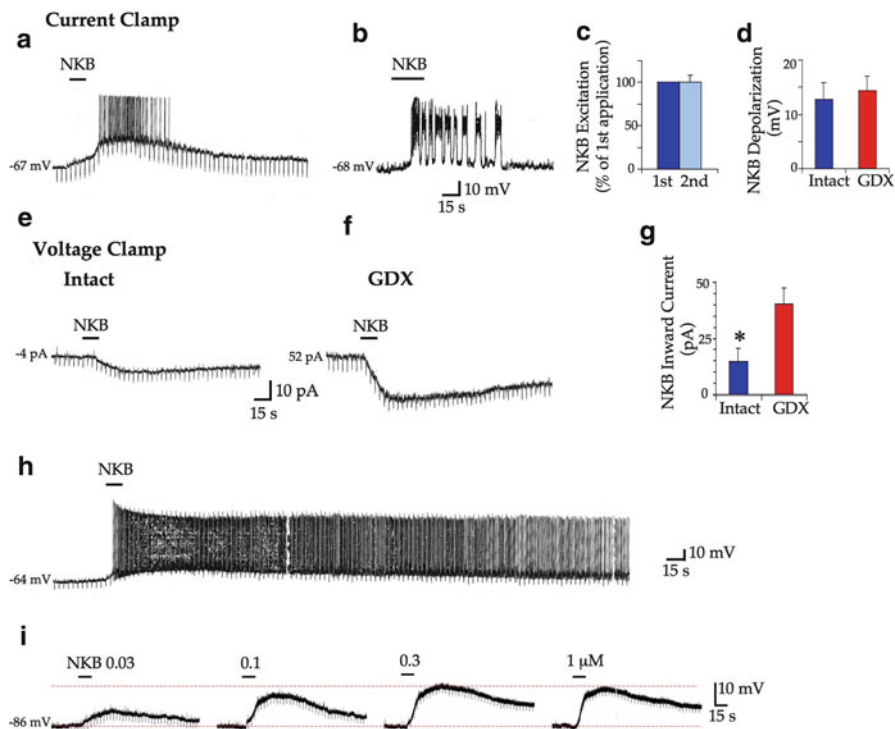 Current Clamp
a
b
c
d
NKB
NKB
-67 mV
-68 mV
10 mV
15 s
NKB Excitation
(% of 1st application)
100
50
0
1st 2nd
NKB Depolarization
(mV)
20
10
0
Intact GDX
e
f
g
Voltage Clamp
Intact
GDX
NKB
NKB
-4 pA
52 pA
10 pA
15 s
NKB Inward Current
(pA)
50
25
0
*
Intact GDX
h
NKB
-64 mV
10 mV
15 s
i
NKB 0.03
0.1
0.3
1 μM
-86 mV
10 mV
15 s